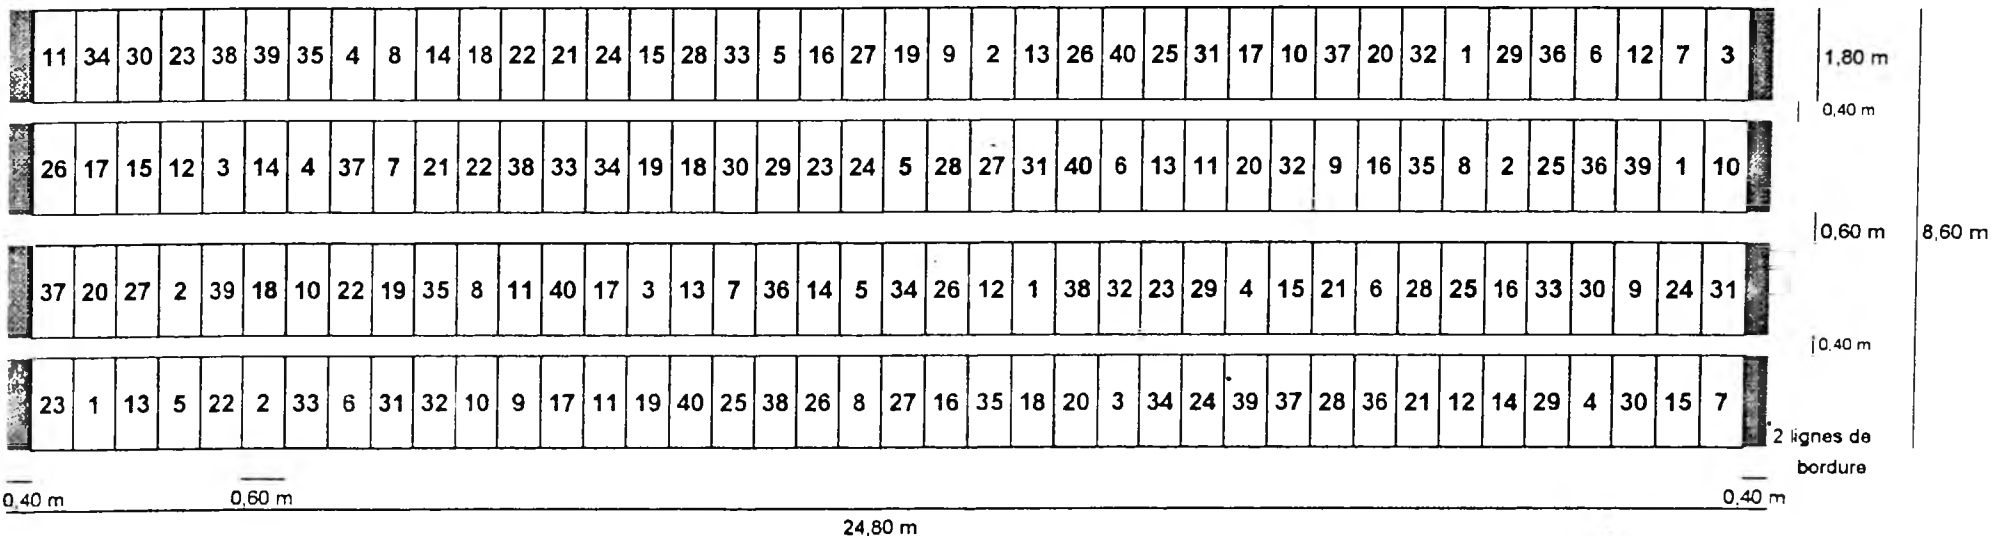 11 34 30 23 38 39 35 4 8 14 18 22 21 24 15 28 33 5 16 27 19 9 2 13 26 40 25 31 17 10 37 20 32 1 29 36 6 12 7 3
1,80 m
0,40 m
26 17 15 12 3 14 4 37 7 21 22 38 33 34 19 18 30 29 23 24 5 28 27 31 40 6 13 11 20 32 9 16 35 8 2 25 36 39 1 10
0,60 m 8,60 m
37 20 27 2 39 18 10 22 19 35 8 11 40 17 3 13 7 36 14 5 34 26 12 1 38 32 23 29 4 15 21 6 28 25 16 33 30 9 24 31
0,40 m
23 1 13 5 22 2 33 6 31 32 10 9 17 11 19 40 25 38 26 8 27 16 35 18 20 3 34 24 39 37 28 36 21 12 14 29 4 30 15 7
2 lignes de
bordure
0,40 m 0,60 m 0,40 m
24,80 m